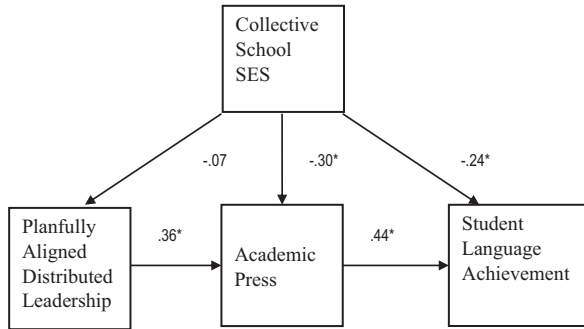 Collective
School
SES
-.07
-.30*
-.24*
Planfully
Aligned
Distributed
Leadership
.36*
Academic
Press
.44*
Student
Language
Achievement